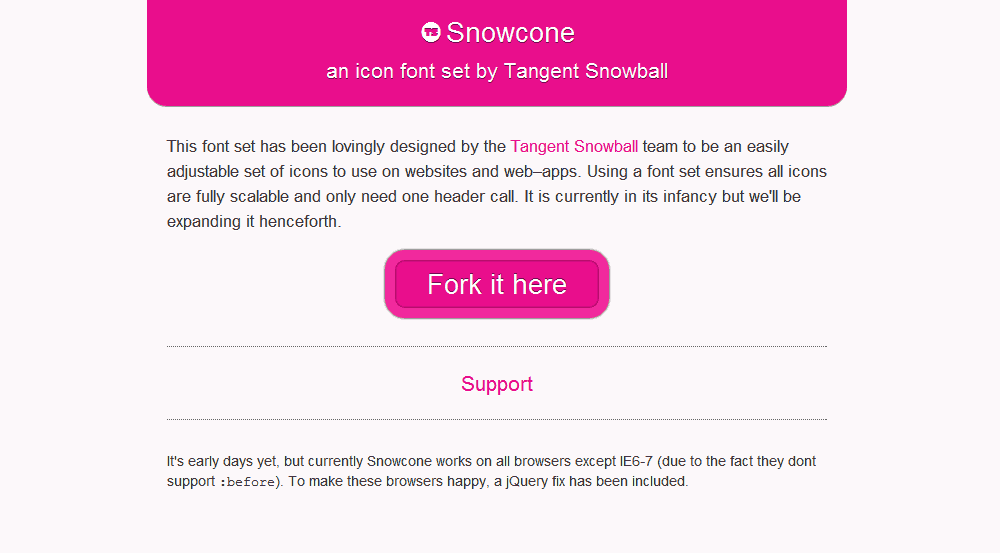 TS Snowcone
an icon font set by Tangent Snowball
This font set has been lovingly designed by the Tangent Snowball team to be an easily
adjustable set of icons to use on websites and web–apps. Using a font set ensures all icons
are fully scalable and only need one header call. It is currently in its infancy but we'll be
expanding it henceforth.
Fork it here
Support
It's early days yet, but currently Snowcone works on all browsers except IE6-7 (due to the fact they dont
support :before). To make these browsers happy, a jQuery fix has been included.